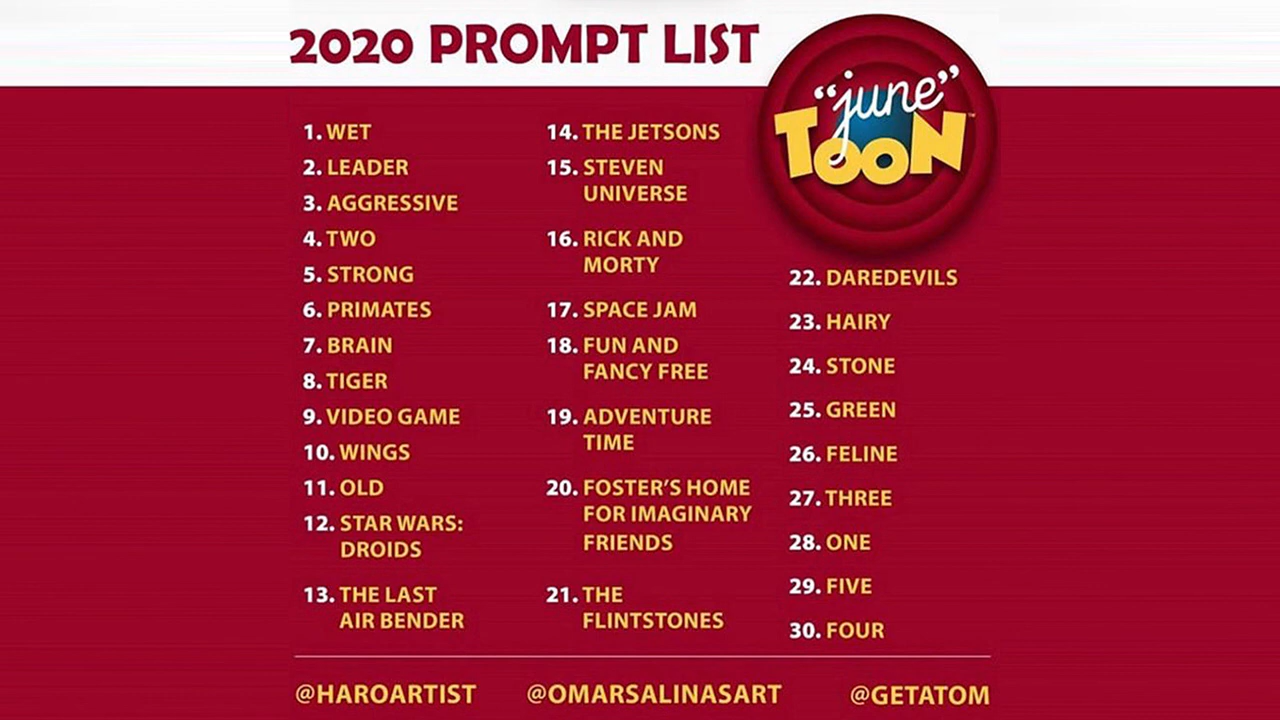 2020 PROMPT LIST
“june”
TOON™
1. WET
2. LEADER
3. AGGRESSIVE
4. TWO
5. STRONG
6. PRIMATES
7. BRAIN
8. TIGER
9. VIDEO GAME
10. WINGS
11. OLD
12. STAR WARS:
DROIDS
13. THE LAST
AIR BENDER
14. THE JETSONS
15. STEVEN
UNIVERSE
16. RICK AND
MORTY
17. SPACE JAM
18. FUN AND
FANCY FREE
19. ADVENTURE
TIME
20. FOSTER’S HOME
FOR IMAGINARY
FRIENDS
21. THE
FLINTSTONES
22. DAREDEVILS
23. HAIRY
24. STONE
25. GREEN
26. FELINE
27. THREE
28. ONE
29. FIVE
30. FOUR
@HAROARTIST
@OMARSALINASART
@GETATOM